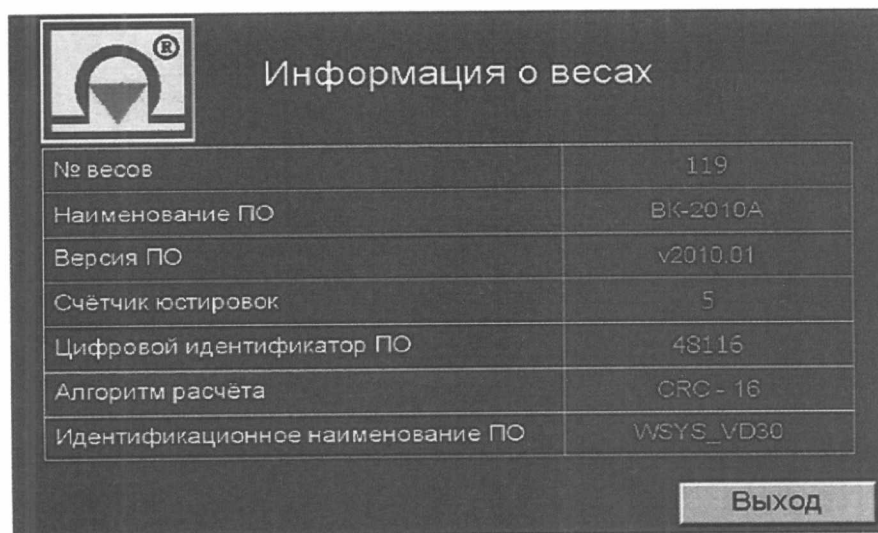 ®
Информация о весах
№ весов 119
Наименование ПО ВК-2010А
Версия ПО v2010.01
Счётчик юстировок 5
Цифровой идентификатор ПО 48116
Алгоритм расчёта CRC - 16
Идентификационное наименование ПО WSYS_VD30
Выход